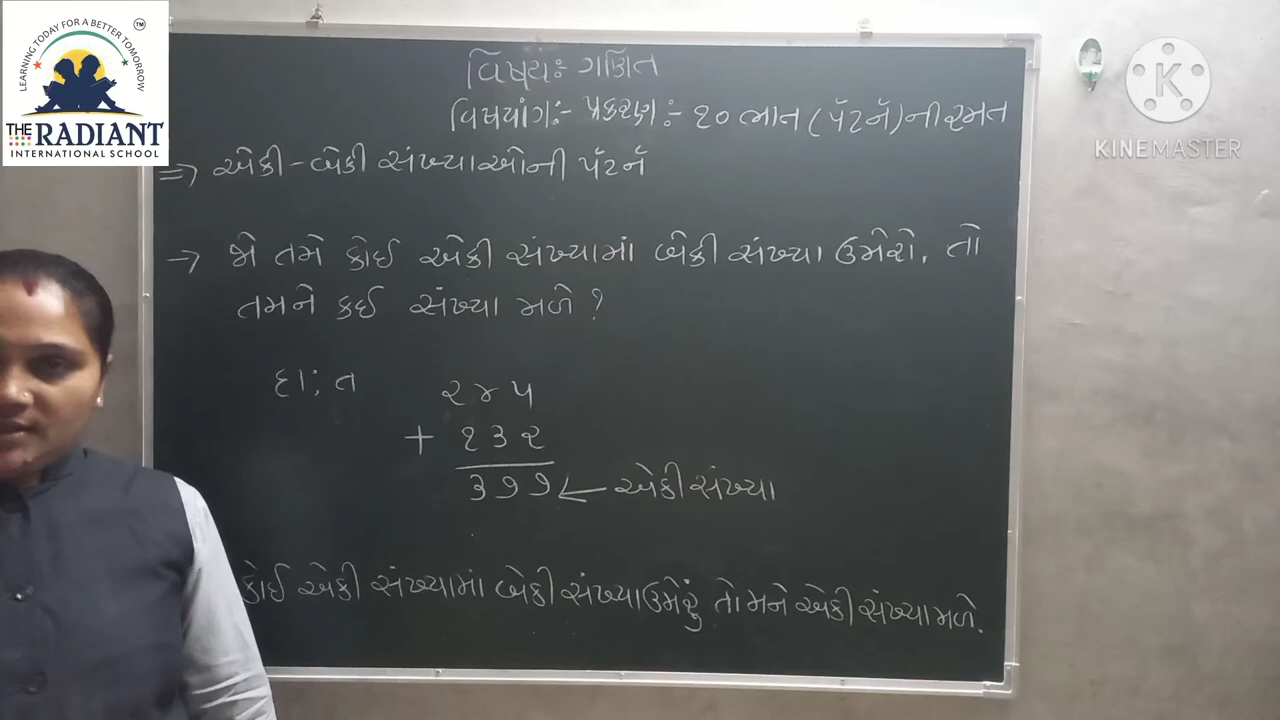 LEARNING TODAY FOR A BETTER TOMORROW
TM
THE RADIANT
INTERNATIONAL SCHOOL
K
KINEMASTER
વિષયઃ ગણિત
વિષયાંગઃ- પ્રકરણઃ- ૧૦ ભાત (પૅટર્ન)ની રમત
⇒ એકી-બેકી સંખ્યાઓની પૅટર્ન
→ જો તમે કોઈ એકી સંખ્યામાં બેકી સંખ્યા ઉમેરો, તો
તમને કઈ સંખ્યા મળે ?
દા; ત ૨૪૫
+ ૧૩૨
૩૭૭ ← એકી સંખ્યા
કોઈ એકી સંખ્યામાં બેકી સંખ્યા ઉમેરું તો મને એકી સંખ્યા મળે.